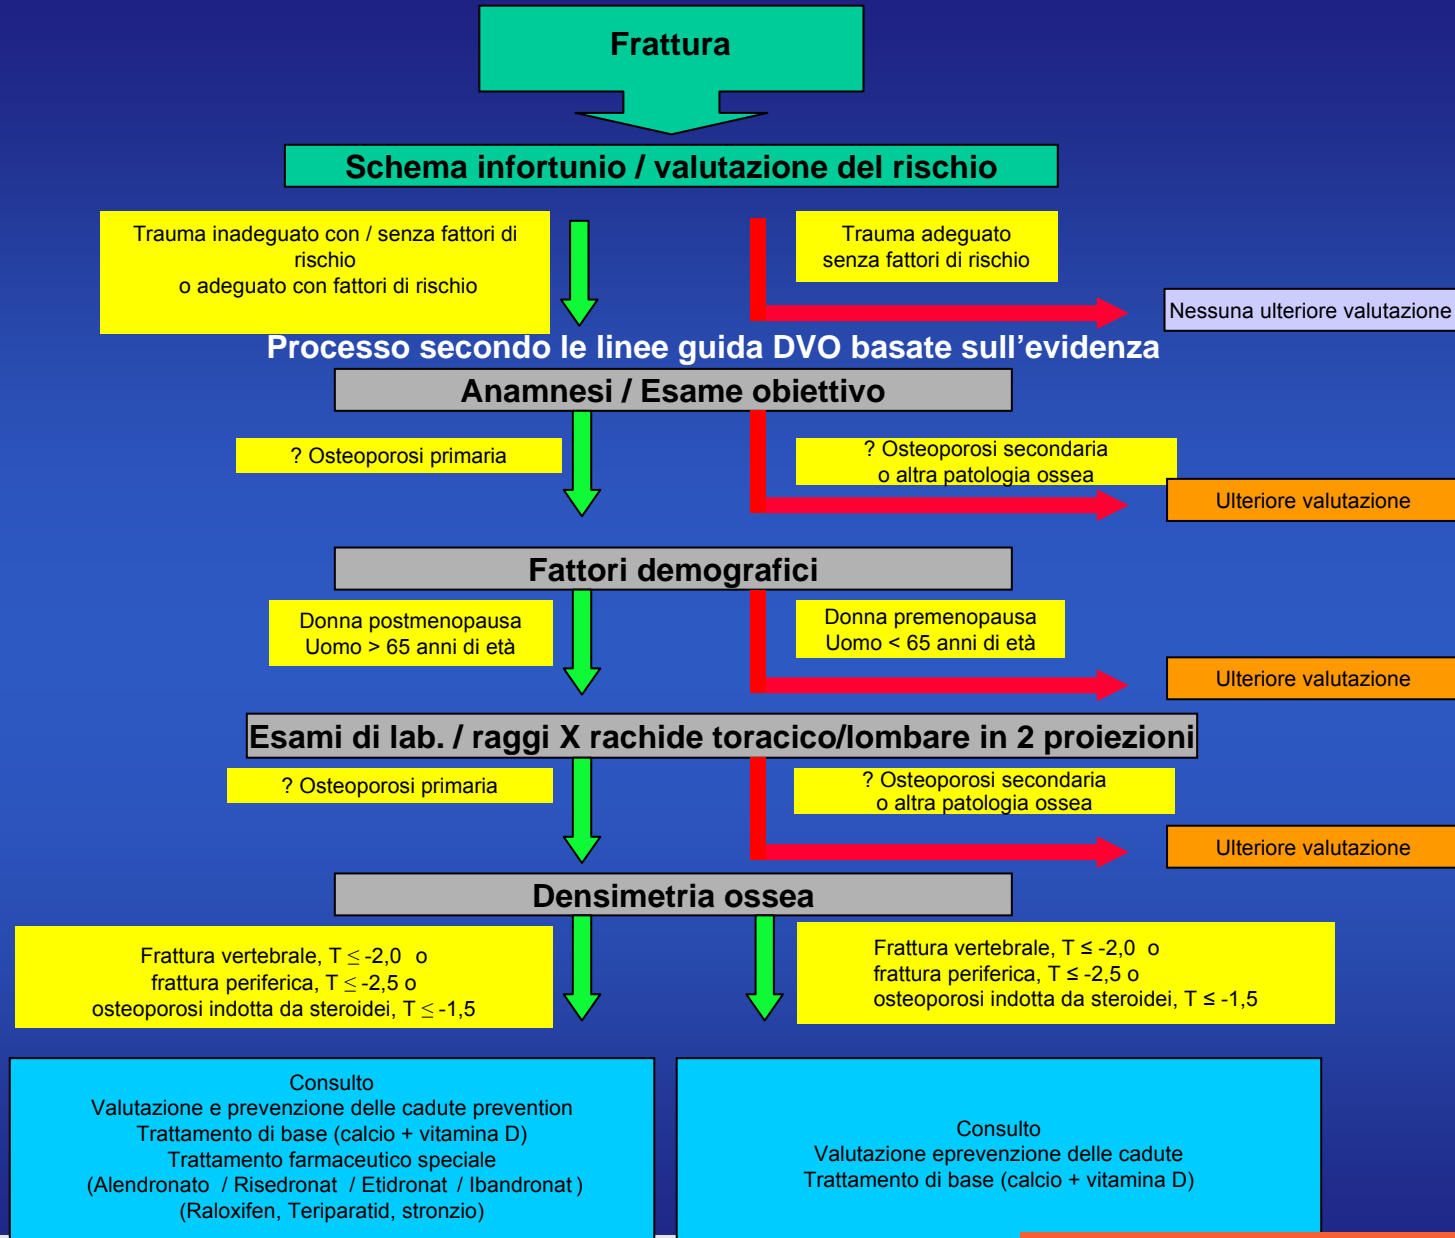 Frattura
Schema infortunio / valutazione del rischio
Trauma inadeguato con / senza fattori di
rischio
o adeguato con fattori di rischio
Trauma adeguato
senza fattori di rischio
Nessuna ulteriore valutazione
Processo secondo le linee guida DVO basate sull'evidenza
Anamnesi / Esame obiettivo
? Osteoporosi primaria
? Osteoporosi secondaria
o altra patologia ossea
Ulteriore valutazione
Fattori demografici
Donna postmenopausa
Uomo > 65 anni di età
Donna premenopausa
Uomo < 65 anni di età
Ulteriore valutazione
Esami di lab. / raggi X rachide toracico/lombare in 2 proiezioni
? Osteoporosi primaria
? Osteoporosi secondaria
o altra patologia ossea
Ulteriore valutazione
Densimetria ossea
Frattura vertebrale, T ≤ -2,0 o
frattura periferica, T ≤ -2,5 o
osteoporosi indotta da steroidei, T ≤ -1,5
Frattura vertebrale, T ≤ -2,0 o
frattura periferica, T ≤ -2,5 o
osteoporosi indotta da steroidei, T ≤ -1,5
Consulto
Valutazione e prevenzione delle cadute prevention
Trattamento di base (calcio + vitamina D)
Trattamento farmaceutico speciale
(Alendronato / Risedronat / Etidronat / Ibandronat )
(Raloxifen, Teriparatid, stronzio)
Consulto
Valutazione eprevenzione delle cadute
Trattamento di base (calcio + vitamina D)